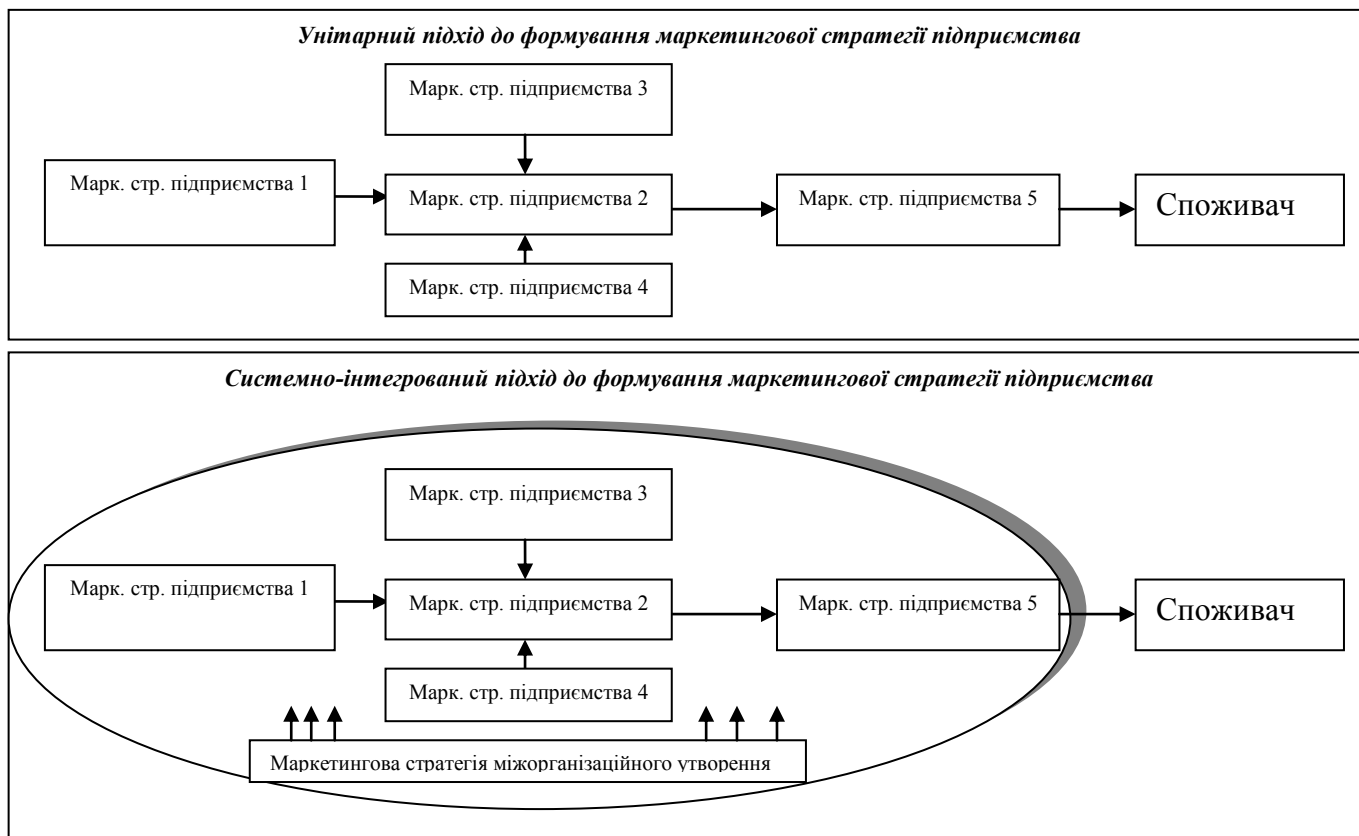 Унітарний підхід до формування маркетингової стратегії підприємства
Марк. стр. підприємства 3
Марк. стр. підприємства 1
Марк. стр. підприємства 2
Марк. стр. підприємства 5
Споживач
Марк. стр. підприємства 4
Системно-інтегрований підхід до формування маркетингової стратегії підприємства
Марк. стр. підприємства 3
Марк. стр. підприємства 1
Марк. стр. підприємства 2
Марк. стр. підприємства 5
Споживач
Марк. стр. підприємства 4
Маркетингова стратегія міжорганізаційного утворення